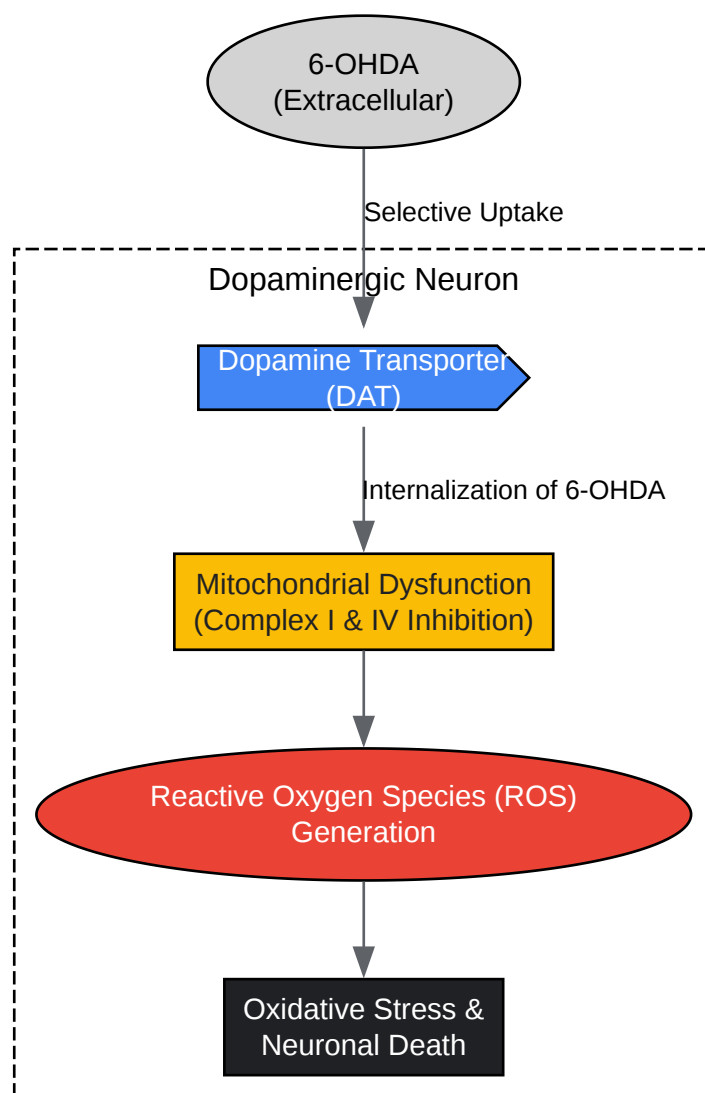 6-OHDA
(Extracellular)
Selective Uptake
Dopaminergic Neuron
Dopamine Transporter
(DAT)
Internalization of 6-OHDA
Mitochondrial Dysfunction
(Complex I & IV Inhibition)
Reactive Oxygen Species (ROS)
Generation
Oxidative Stress &
Neuronal Death